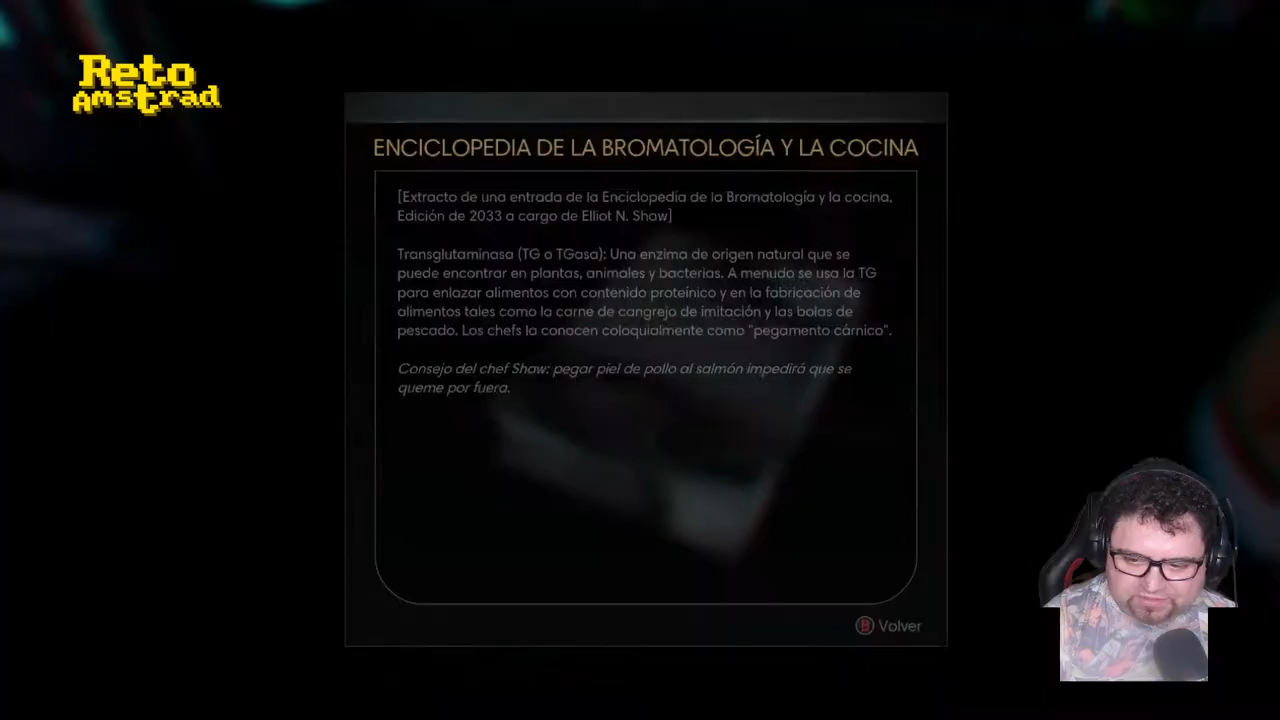 Reto
Amstrad
ENCICLOPEDIA DE LA BROMATOLOGÍA Y LA COCINA
[Extracto de una entrada de la Enciclopedia de la Bromatología y la cocina,
Edición de 2033 a cargo de Elliot N. Shaw]
Transglutaminasa (TG o TGasa): Una enzima de origen natural que se
puede encontrar en plantas, animales y bacterias. A menudo se usa la TG
para enlazar alimentos con contenido proteínico y en la fabricación de
alimentos tales como la carne de cangrejo de imitación y las bolas de
pescado. Los chefs la conocen coloquialmente como "pegamento cárnico".
Consejo del chef Shaw: pegar piel de pollo al salmón impedirá que se
queme por fuera.
B Volver